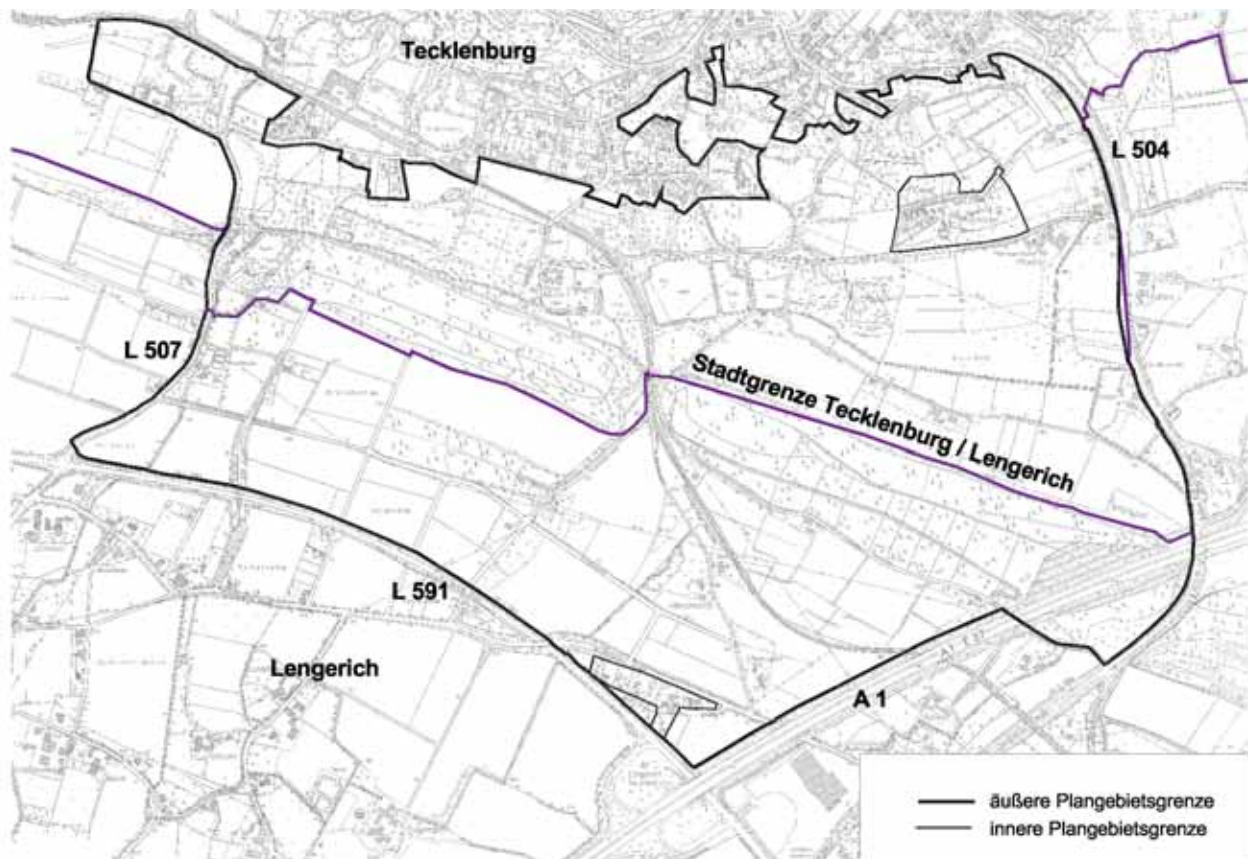 Tecklenburg
L 504
L 507
Stadtgrenze Tecklenburg / Lengerich
L 591
Lengerich
A 1
äußere Plangebietsgrenze
innere Plangebietsgrenze